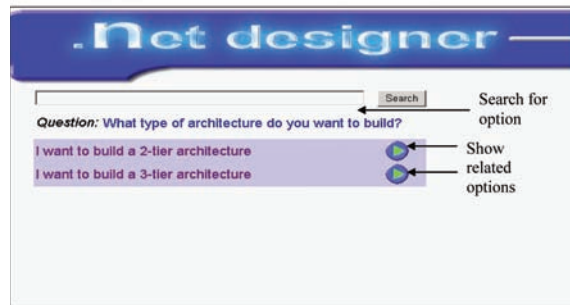 .Net designer
Search
Search for
option
Question: What type of architecture do you want to build?
I want to build a 2-tier architecture
I want to build a 3-tier architecture
Show
related
options